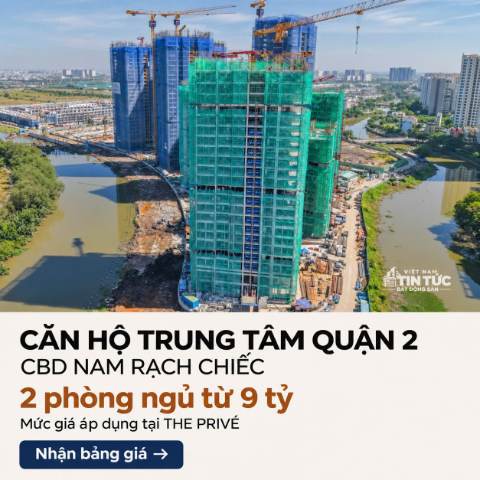 VIỆT NAM
TIN TỨC
BẤT ĐỘNG SẢN
CĂN HỘ TRUNG TÂM QUẬN 2
CBD NAM RẠCH CHIẾC
2 phòng ngủ từ 9 tỷ
Mức giá áp dụng tại THE PRIVÉ
Nhận bảng giá →